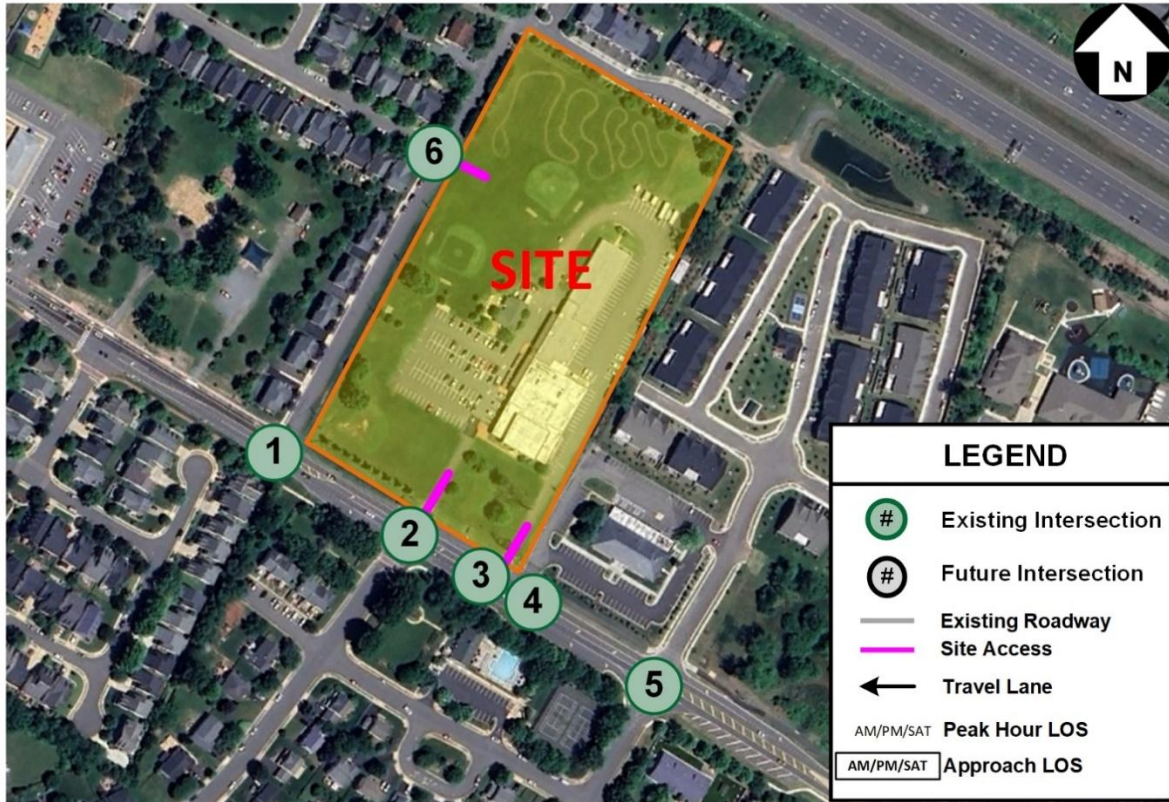 N
6
SITE
1
2
3
4
5
LEGEND
# Existing Intersection
# Future Intersection
Existing Roadway
Site Access
Travel Lane
AM/PM/SAT Peak Hour LOS
AM/PM/SAT Approach LOS